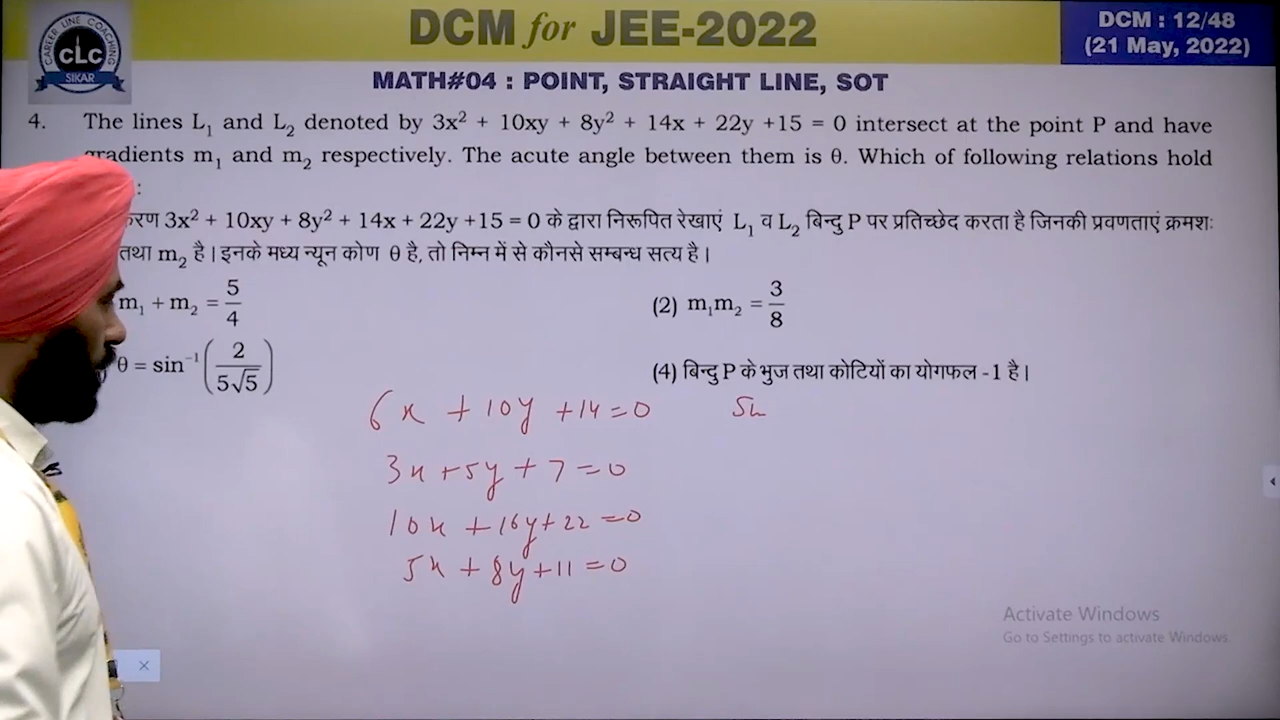 DCM for JEE-2022
DCM : 12/48
(21 May, 2022)
CAREER LINE COACHING
CLC
SIKAR
MATH#04 : POINT, STRAIGHT LINE, SOT
4. The lines L₁ and L₂ denoted by 3x² + 10xy + 8y² + 14x + 22y +15 = 0 intersect at the point P and have
gradients m₁ and m₂ respectively. The acute angle between them is θ. Which of following relations hold
:
करण 3x² + 10xy + 8y² + 14x + 22y +15 = 0 के द्वारा निरूपित रेखाएं L₁ व L₂ बिन्दु P पर प्रतिच्छेद करता है जिनकी प्रवणताएं क्रमशः
तथा m₂ है। इनके मध्य न्यून कोण θ है, तो निम्न में से कौनसे सम्बन्ध सत्य है।
m₁ + m₂ = 5/4
(2) m₁m₂ = 3/8
θ = sin⁻¹(2/5√5)
(4) बिन्दु P के भुज तथा कोटियों का योगफल -1 है।
6x + 10y + 14 = 0
3x + 5y + 7 = 0
10x + 16y + 22 = 0
5x + 8y + 11 = 0
Activate Windows
Go to Settings to activate Windows.